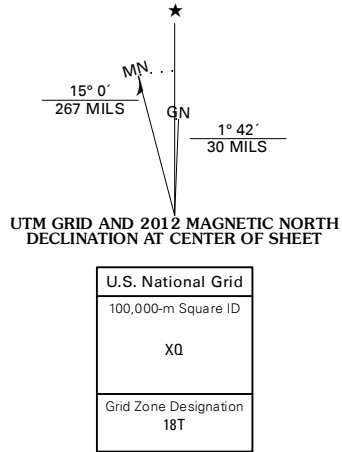 ★
MN
15° 0´
267 MILS
GN
1° 42´
30 MILS
UTM GRID AND 2012 MAGNETIC NORTH
DECLINATION AT CENTER OF SHEET
U.S. National Grid
100,000-m Square ID
XQ
Grid Zone Designation
18T